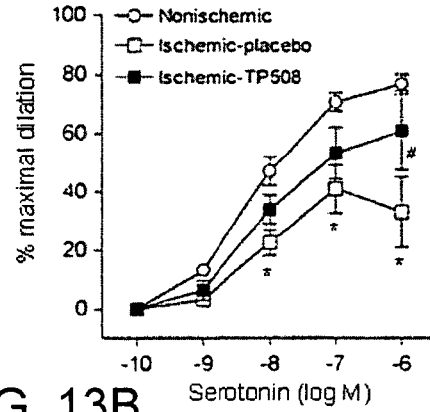 100
Nonischemic
Ischemic-placebo
80
Ischemic-TP508
60
#
40
*
*
*
20
0
% maximal dilation
-10 -9 -8 -7 -6
Serotonin (log M)
G. 13B